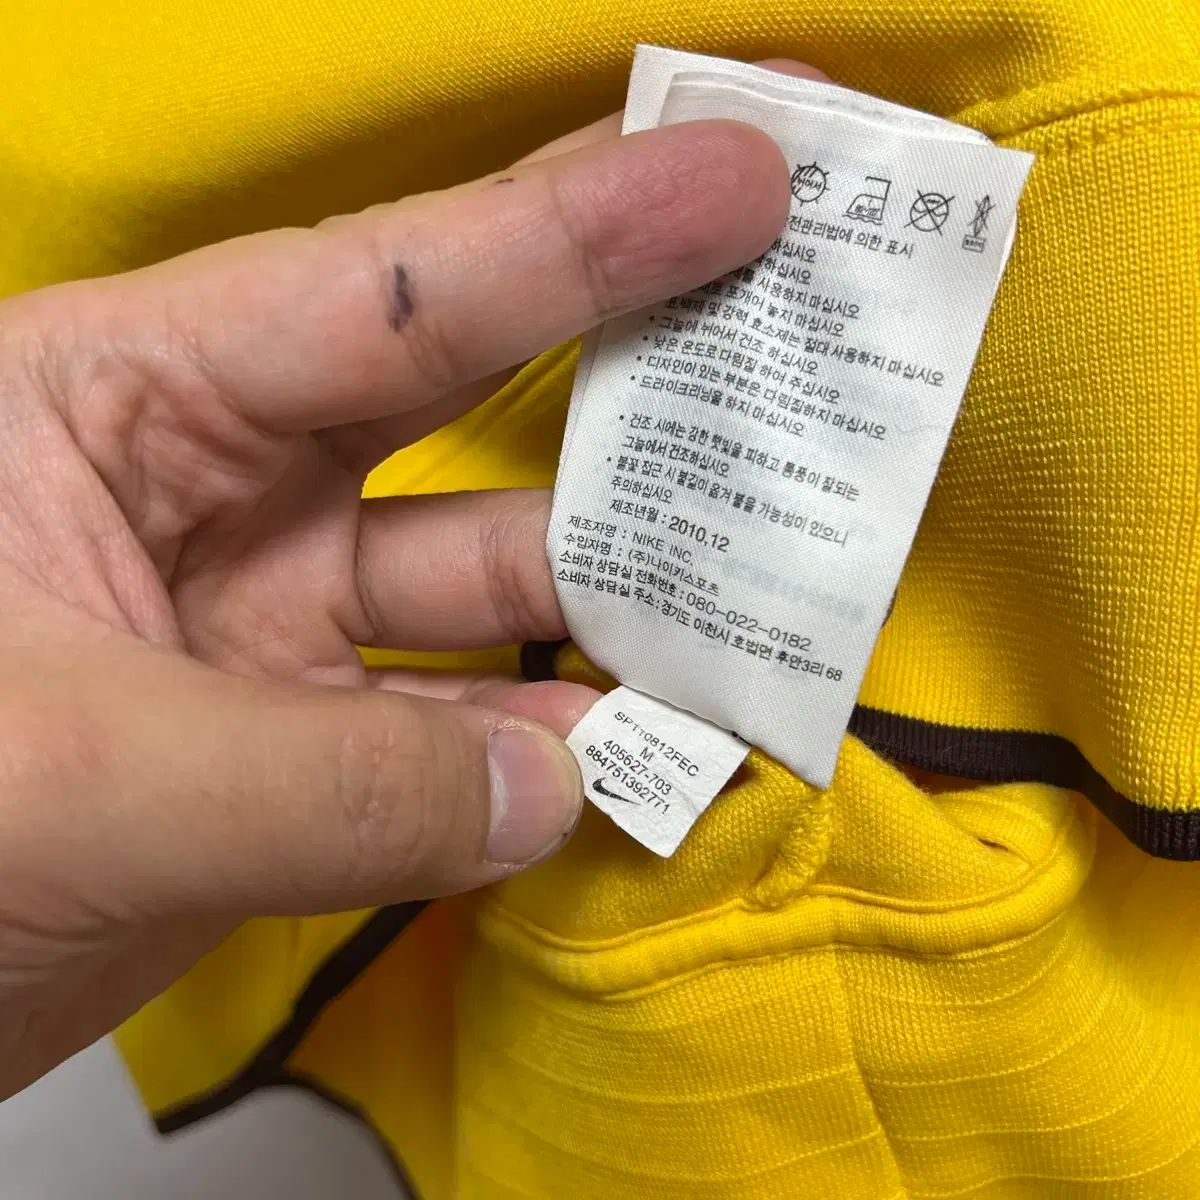 뉘어서
80~120℃
전관리법에 의한 표시
하십시오
하십시오
사용하지 마십시오
포개어 놓지 마십시오
표백제 및 강력 효소제는 절대 사용하지 마십시오
• 그늘에 뉘어서 건조 하십시오
• 낮은 온도로 다림질 하여 주십시오
• 디자인이 있는 부분은 다림질하지 마십시오
• 드라이크리닝을 하지 마십시오
• 건조 시에는 강한 햇빛을 피하고 통풍이 잘되는
그늘에서 건조하십시오
• 불꽃 접근 시 불길이 옮겨 붙을 가능성이 있으니
주의하십시오
제조년월 : 2010.12
제조자명 : NIKE INC.
수입자명 : (주)나이키스포츠
소비자 상담실 전화번호 : 080-022-0182
소비자 상담실 주소 : 경기도 이천시 호법면 후안3리 68
SP110812FEC
M
405627-703
884751392771